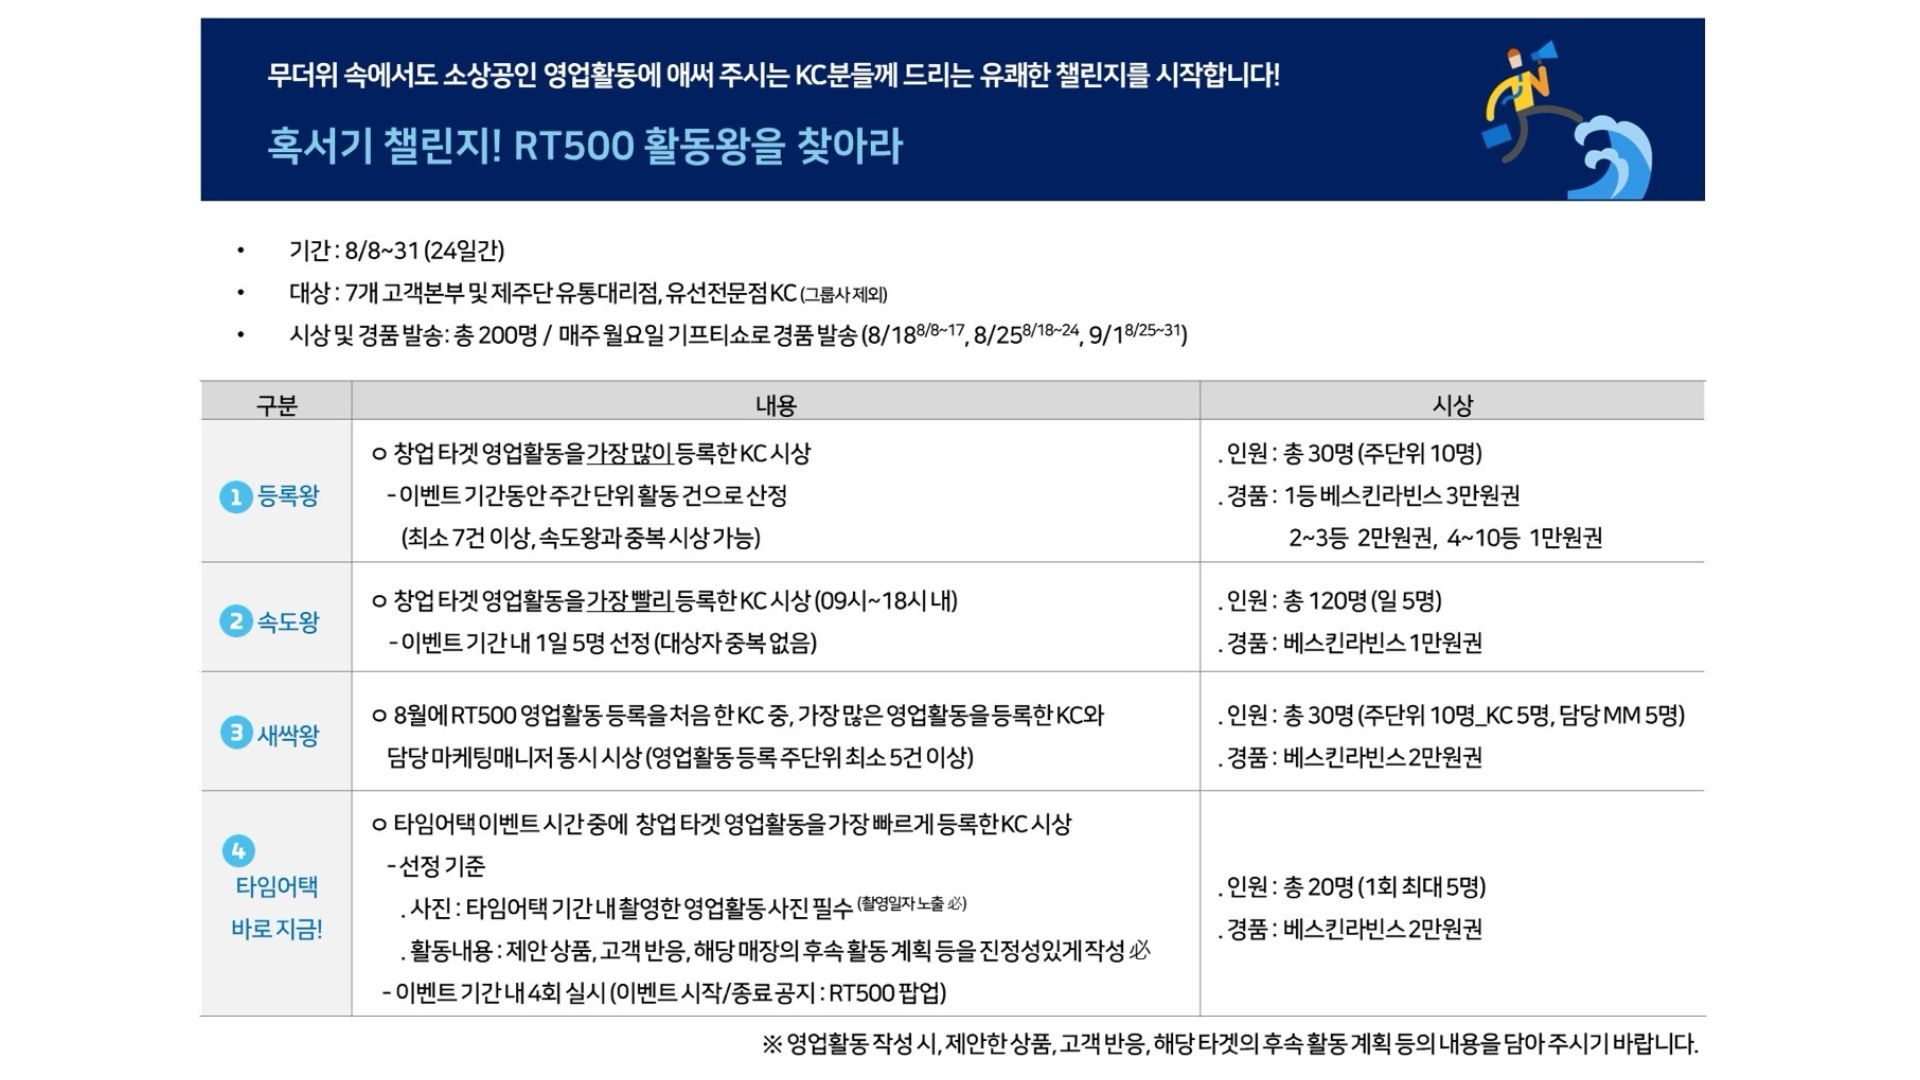 무더위 속에서도 소상공인 영업활동에 애써 주시는 KC분들께 드리는 유쾌한 챌린지를 시작합니다!
혹서기 챌린지! RT500 활동왕을 찾아라
• 기간 : 8/8~31 (24일간)
• 대상 : 7개 고객본부 및 제주단 유통대리점, 유선전문점 KC (그룹사 제외)
• 시상 및 경품 발송: 총 200명 / 매주 월요일 기프티쇼로 경품 발송 (8/18 8/8~17, 8/25 8/18~24, 9/1 8/25~31)
구분 내용 시상
1 등록왕
ㅇ 창업 타겟 영업활동을 가장 많이 등록한 KC 시상
- 이벤트 기간동안 주간 단위 활동 건으로 산정
(최소 7건 이상, 속도왕과 중복 시상 가능)
. 인원 : 총 30명 (주단위 10명)
. 경품 : 1등 베스킨라빈스 3만원권
2~3등 2만원권, 4~10등 1만원권
2 속도왕
ㅇ 창업 타겟 영업활동을 가장 빨리 등록한 KC 시상 (09시~18시 내)
- 이벤트 기간 내 1일 5명 선정 (대상자 중복 없음)
. 인원 : 총 120명 (일 5명)
. 경품 : 베스킨라빈스 1만원권
3 새싹왕
ㅇ 8월에 RT500 영업활동 등록을 처음 한 KC 중, 가장 많은 영업활동을 등록한 KC와
담당 마케팅매니저 동시 시상 (영업활동 등록 주단위 최소 5건 이상)
. 인원 : 총 30명 (주단위 10명_KC 5명, 담당 MM 5명)
. 경품 : 베스킨라빈스 2만원권
4
타임어택
바로 지금!
ㅇ 타임어택 이벤트 시간 중에 창업 타겟 영업활동을 가장 빠르게 등록한 KC 시상
- 선정 기준
. 사진 : 타임어택 기간 내 촬영한 영업활동 사진 필수 (촬영일자 노출 必)
. 활동내용 : 제안 상품, 고객 반응, 해당 매장의 후속 활동 계획 등을 진정성있게 작성 必
- 이벤트 기간 내 4회 실시 (이벤트 시작/종료 공지 : RT500 팝업)
. 인원 : 총 20명 (1회 최대 5명)
. 경품 : 베스킨라빈스 2만원권
※ 영업활동 작성 시, 제안한 상품, 고객 반응, 해당 타겟의 후속 활동 계획 등의 내용을 담아 주시기 바랍니다.